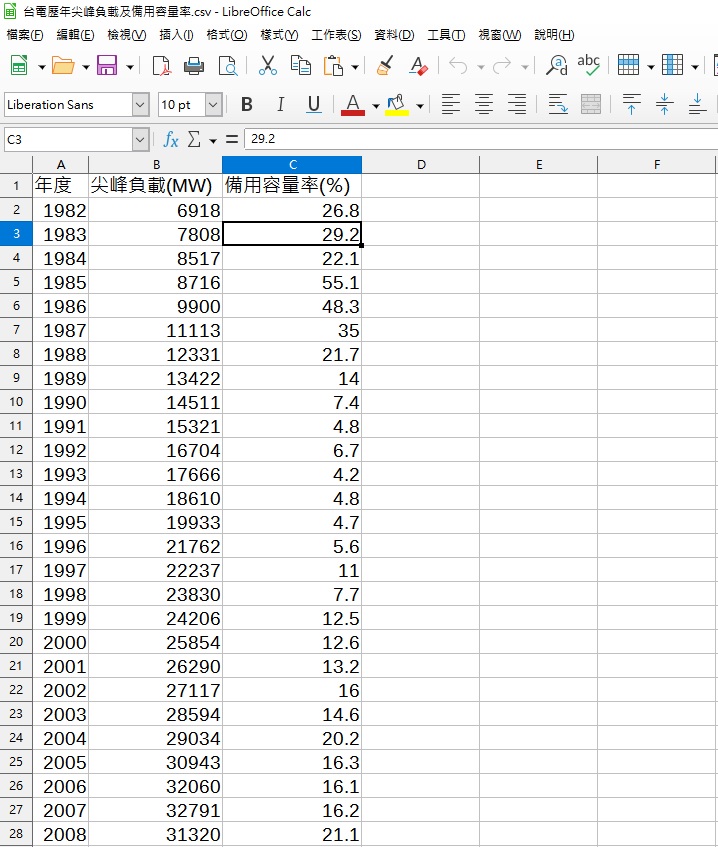 台電歷年尖峰負載及備用容量率.csv - LibreOffice Calc
檔案(F) 編輯(E) 檢視(V) 插入(I) 格式(O) 樣式(Y) 工作表(S) 資料(D) 工具(T) 視窗(W) 說明(H)
abc
Liberation Sans 10 pt B I U A
C3 fx Σ = 29.2
A B C D E F
1 年度 尖峰負載(MW) 備用容量率(%)
2 1982 6918 26.8
3 1983 7808 29.2
4 1984 8517 22.1
5 1985 8716 55.1
6 1986 9900 48.3
7 1987 11113 35
8 1988 12331 21.7
9 1989 13422 14
10 1990 14511 7.4
11 1991 15321 4.8
12 1992 16704 6.7
13 1993 17666 4.2
14 1994 18610 4.8
15 1995 19933 4.7
16 1996 21762 5.6
17 1997 22237 11
18 1998 23830 7.7
19 1999 24206 12.5
20 2000 25854 12.6
21 2001 26290 13.2
22 2002 27117 16
23 2003 28594 14.6
24 2004 29034 20.2
25 2005 30943 16.3
26 2006 32060 16.1
27 2007 32791 16.2
28 2008 31320 21.1